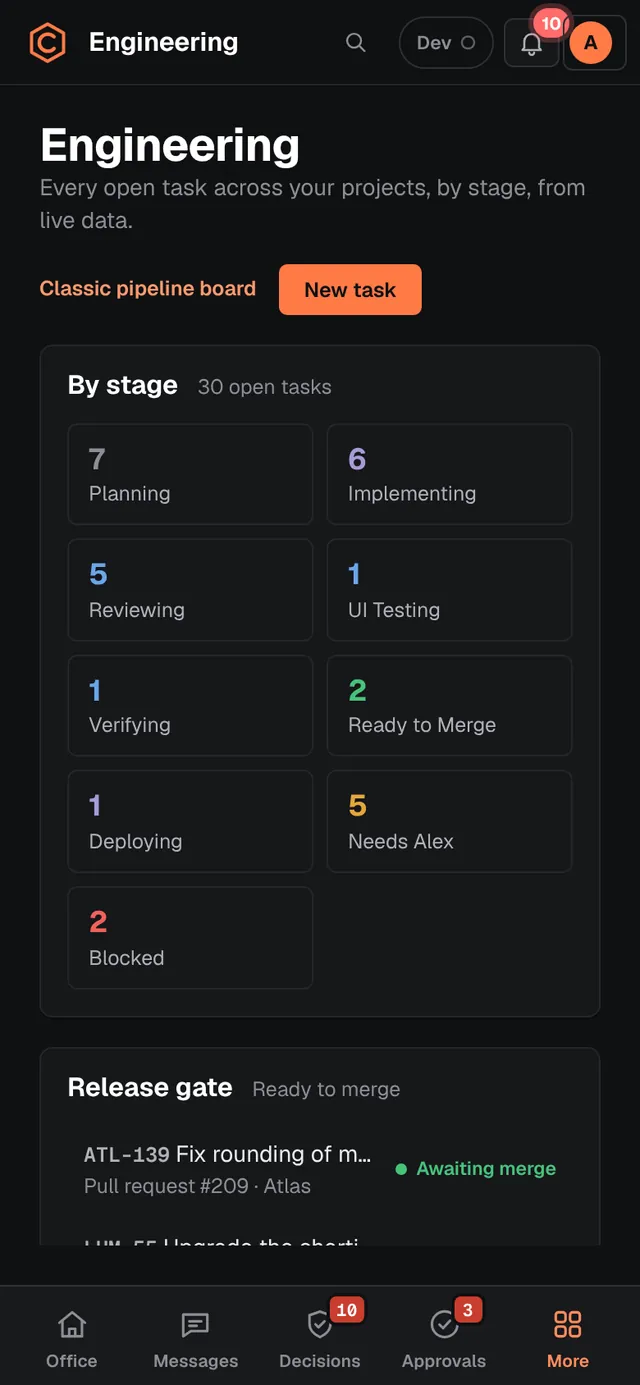 Engineering
Dev
10
A
Engineering
Every open task across your projects, by stage, from
live data.
Classic pipeline board
New task
By stage 30 open tasks
7
Planning
6
Implementing
5
Reviewing
1
UI Testing
1
Verifying
2
Ready to Merge
1
Deploying
5
Needs Alex
2
Blocked
Release gate Ready to merge
ATL-139 Fix rounding of m…
Awaiting merge
Pull request #209 · Atlas
Office
Messages
10
Decisions
3
Approvals
More